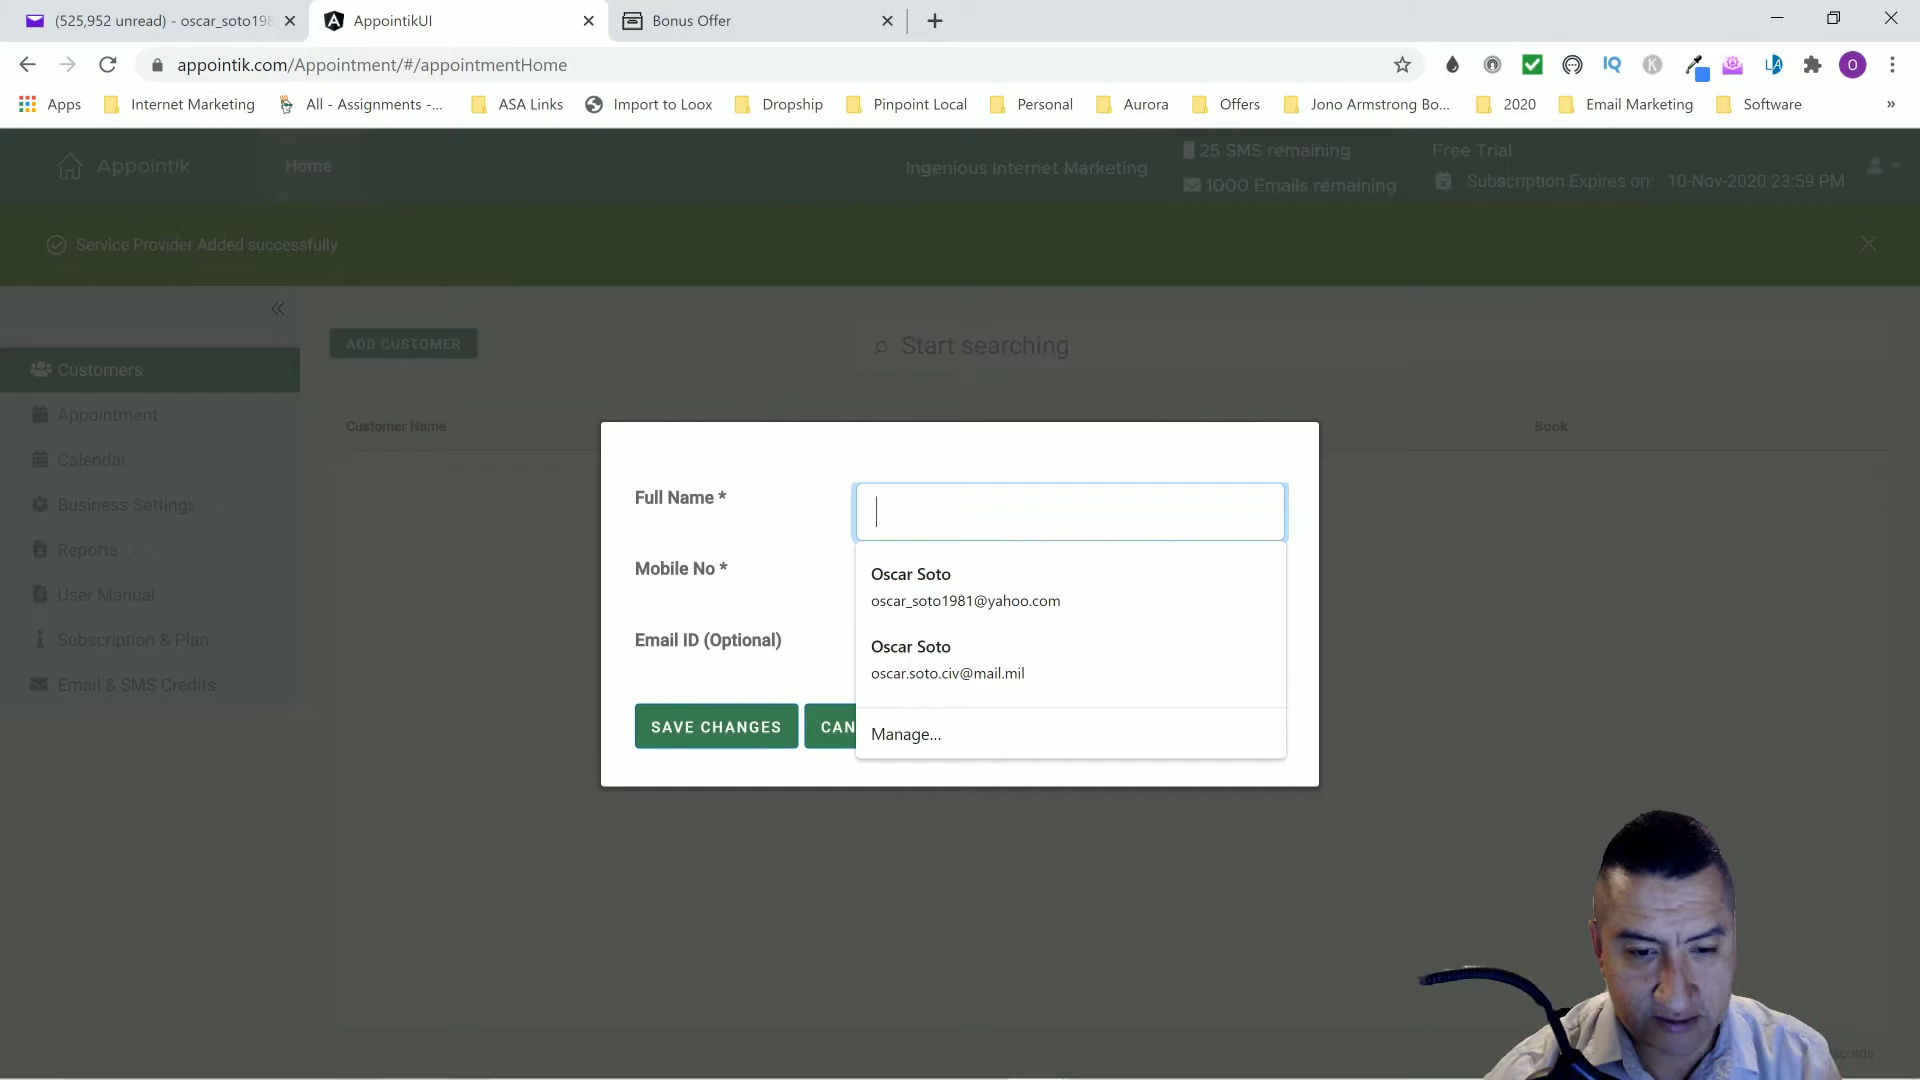 (525,952 unread) - oscar_soto198
AppointikUI
Bonus Offer
appointik.com/Appointment/#/appointmentHome
Apps
Internet Marketing
All - Assignments -...
ASA Links
Import to Loox
Dropship
Pinpoint Local
Personal
Aurora
Offers
Jono Armstrong Bo...
2020
Email Marketing
Software
»
Appointik
Home
Ingenious Internet Marketing
25 SMS remaining
1000 Emails remaining
Free Trial
Subscription Expires on: 10-Nov-2020 23:59 PM
Service Provider Added successfully
ADD CUSTOMER
Start searching
Customers
Appointment
Calendar
Business Settings
Reports
User Manual
Subscription & Plan
Email & SMS Credits
Customer Name
Book
Full Name *
Mobile No *
Email ID (Optional)
Oscar Soto
oscar_soto1981@yahoo.com
Oscar Soto
oscar.soto.civ@mail.mil
Manage...
SAVE CHANGES
CAN